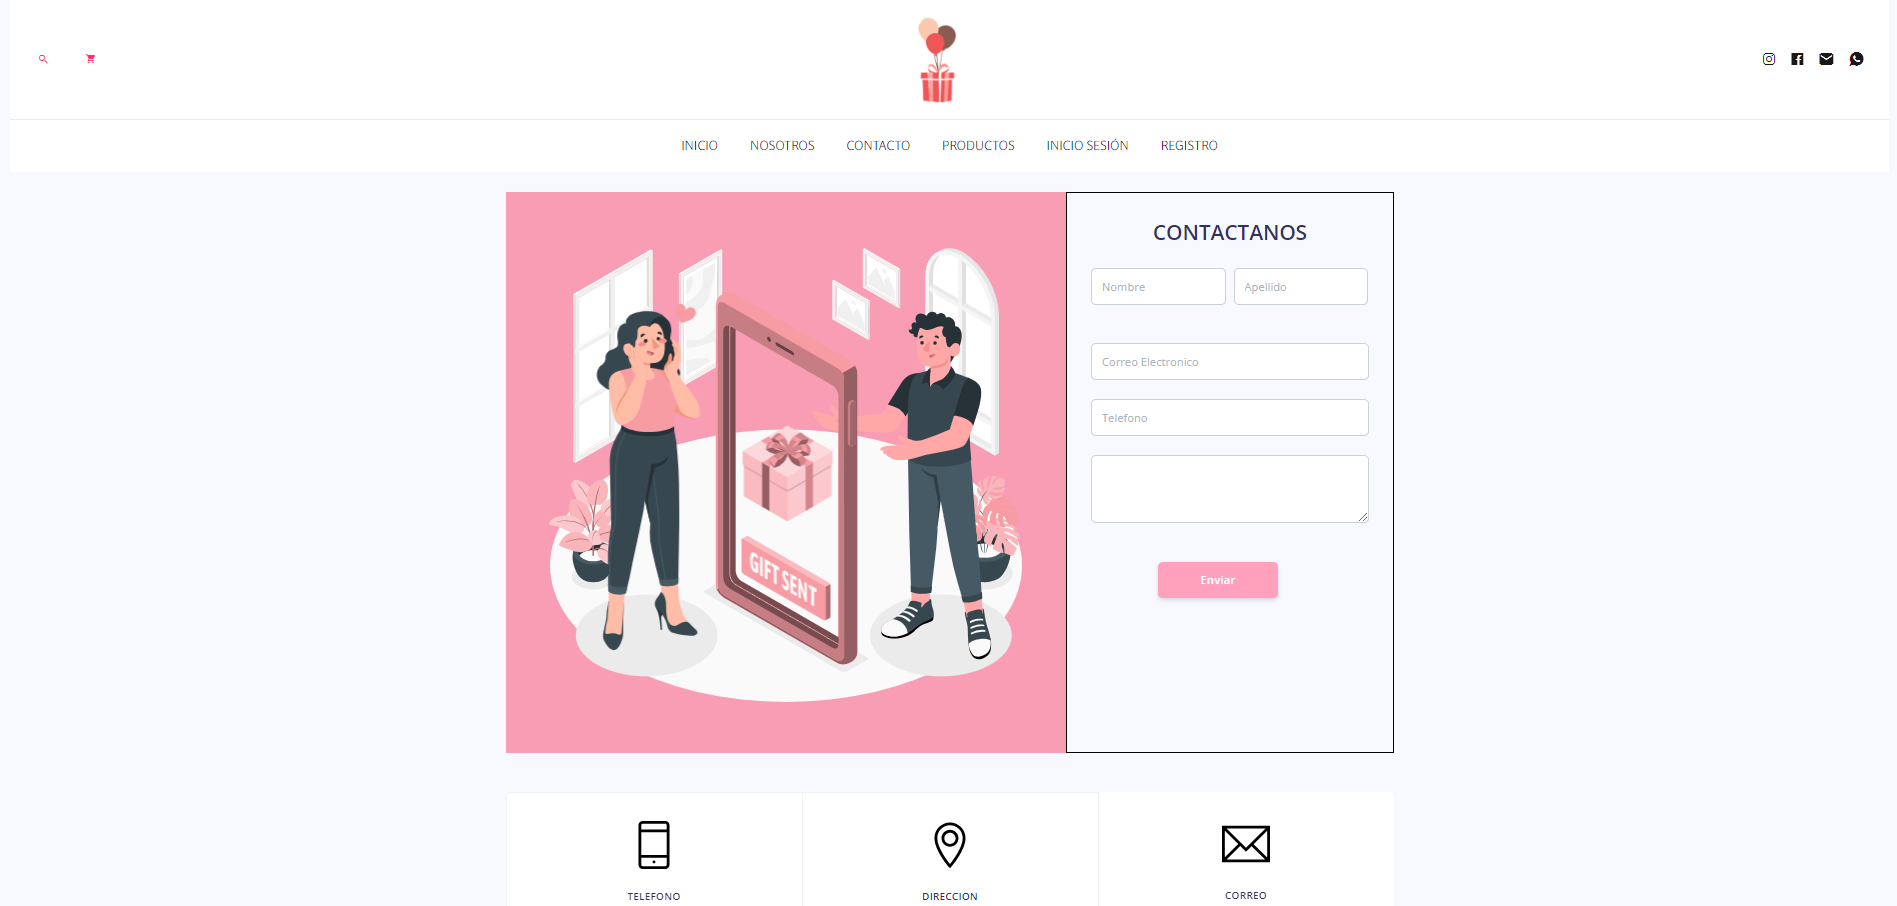 INICIO NOSOTROS CONTACTO PRODUCTOS INICIO SESIÓN REGISTRO
CONTACTANOS
Nombre Apellido
Correo Electronico
Telefono
Enviar
GIFT SENT
TELEFONO DIRECCION CORREO